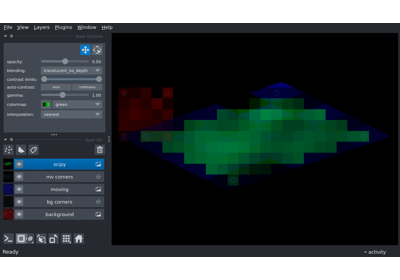 File View Layers Plugins Window Help
opacity: 0.50
blending: translucent_no_depth
contrast limits:
auto-contrast: once continuous
gamma: 1.00
colormap: green
interpolation: nearest
scipy
mv corners
moving
bg corners
background
Ready
activity